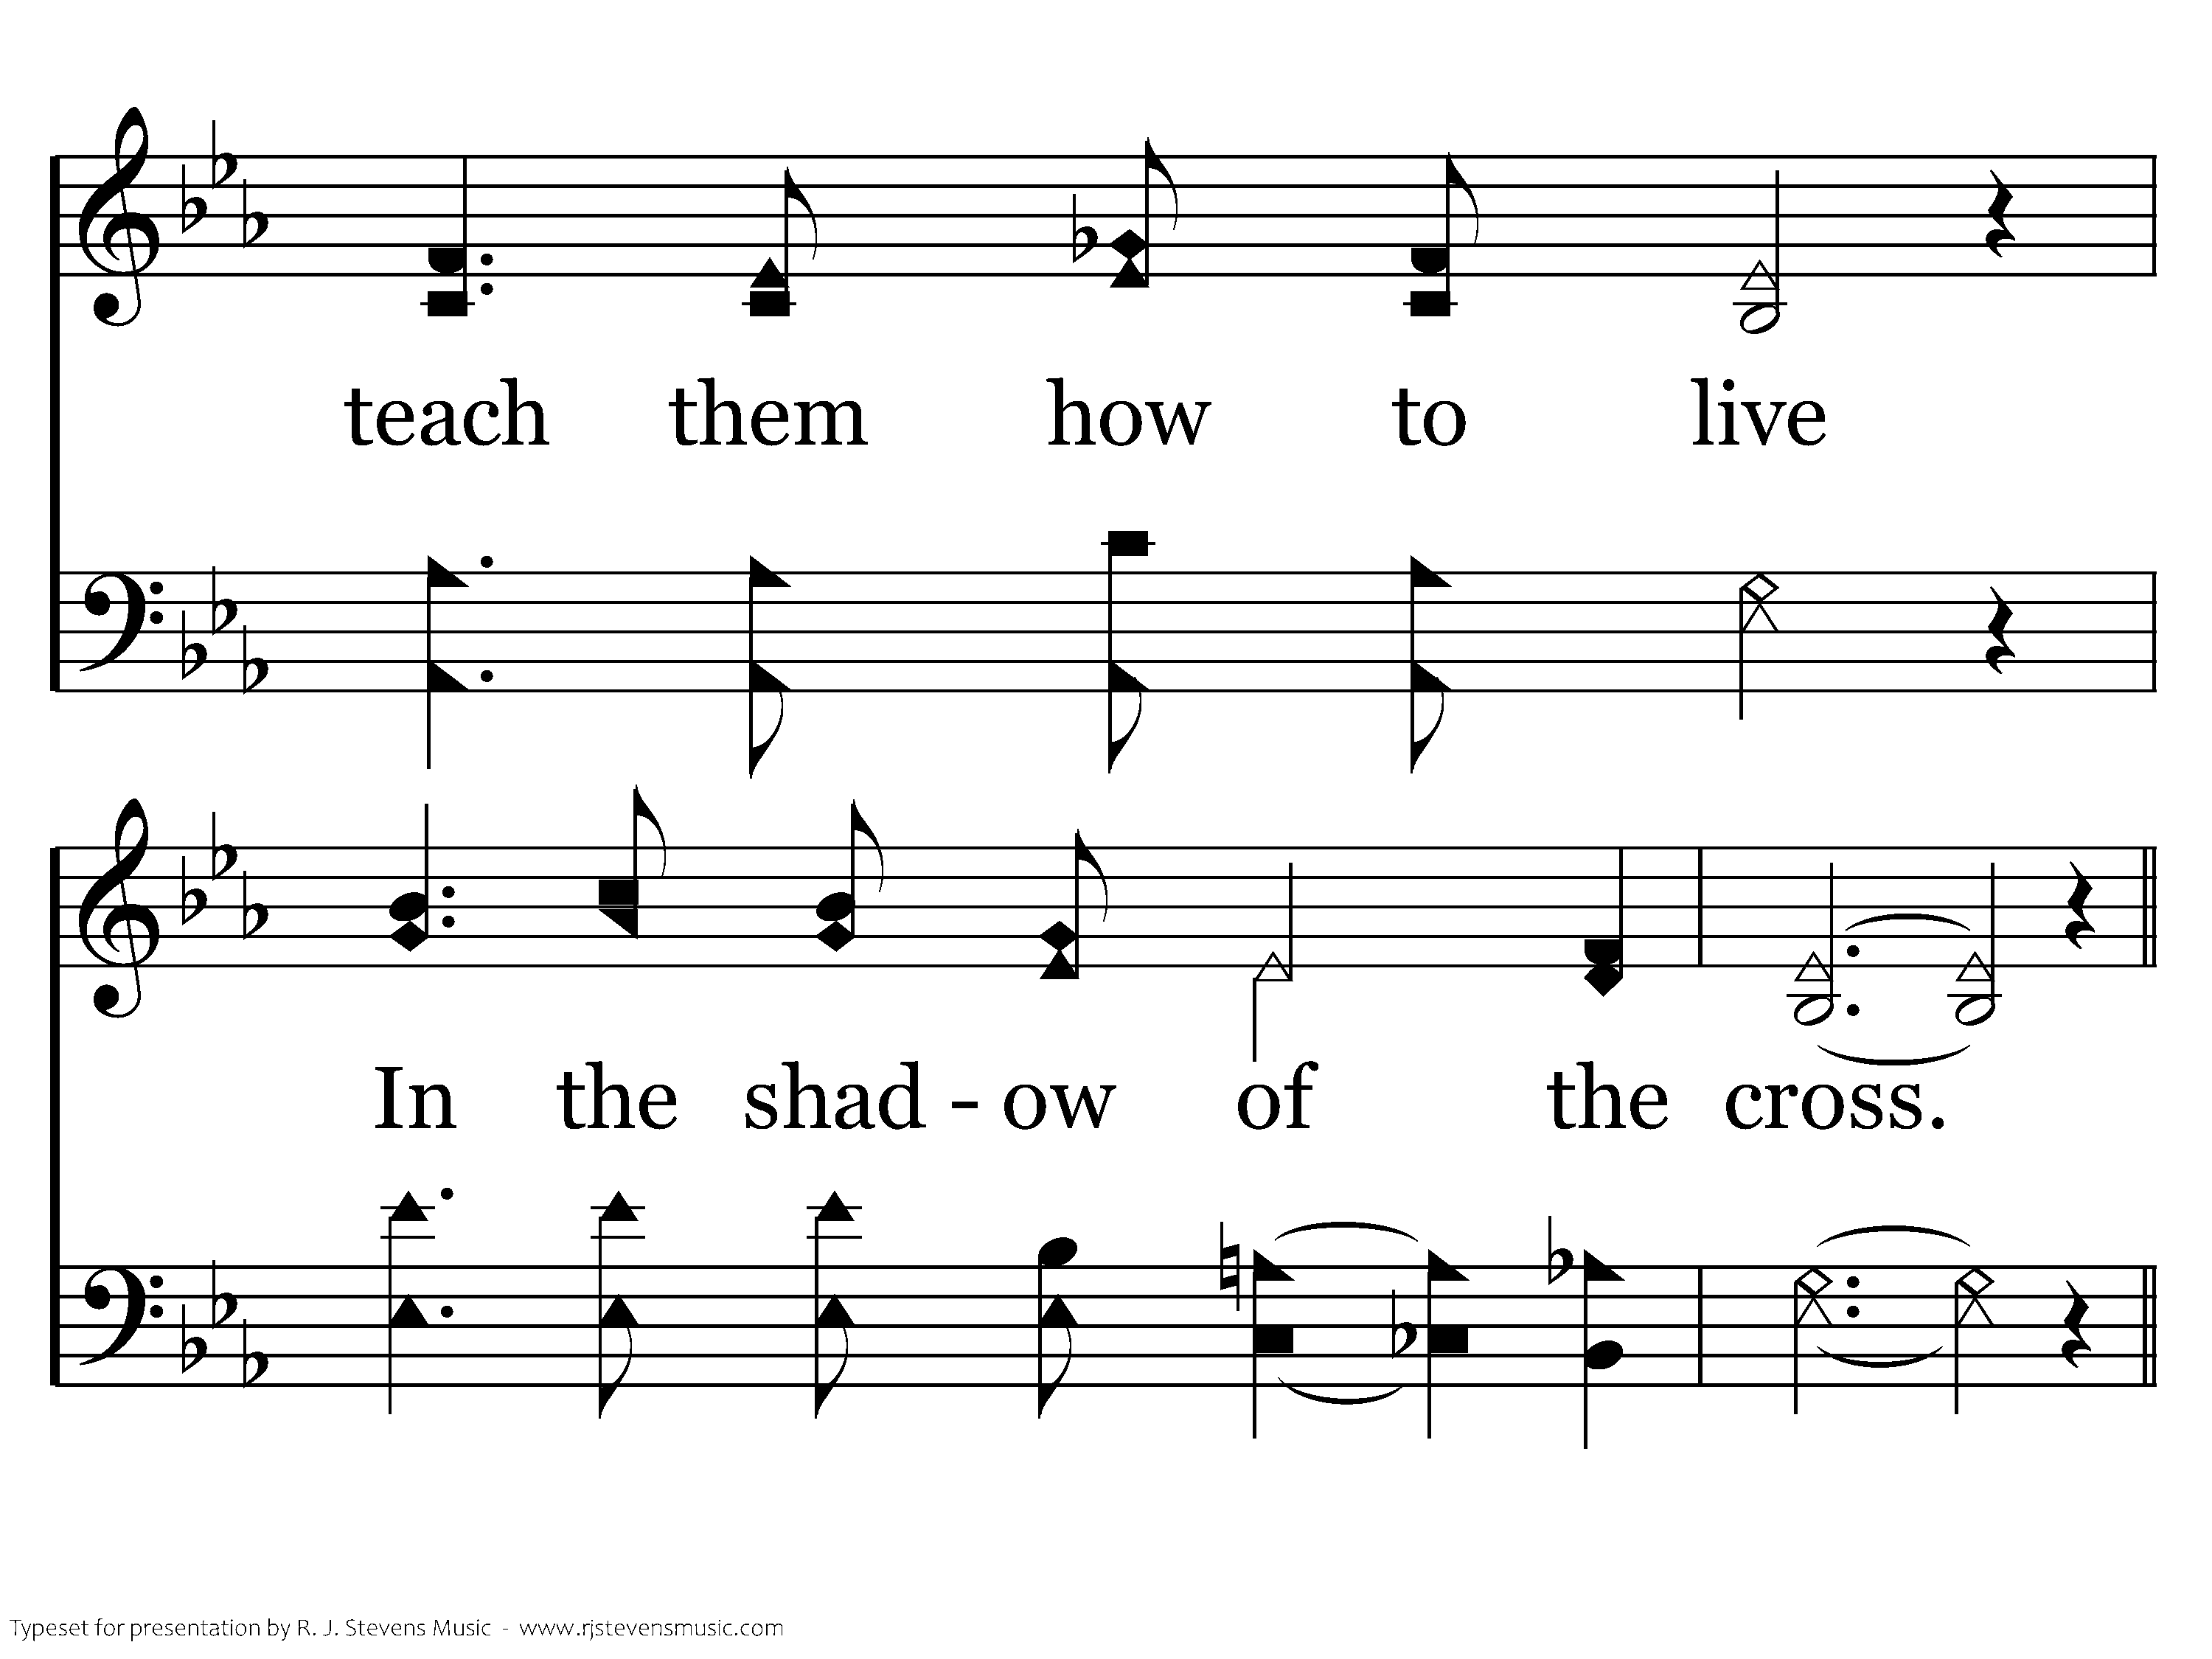 teach them how to live
In the shad - ow of the cross.
Typeset for presentation by R. J. Stevens Music - www.rjstevensmusic.com